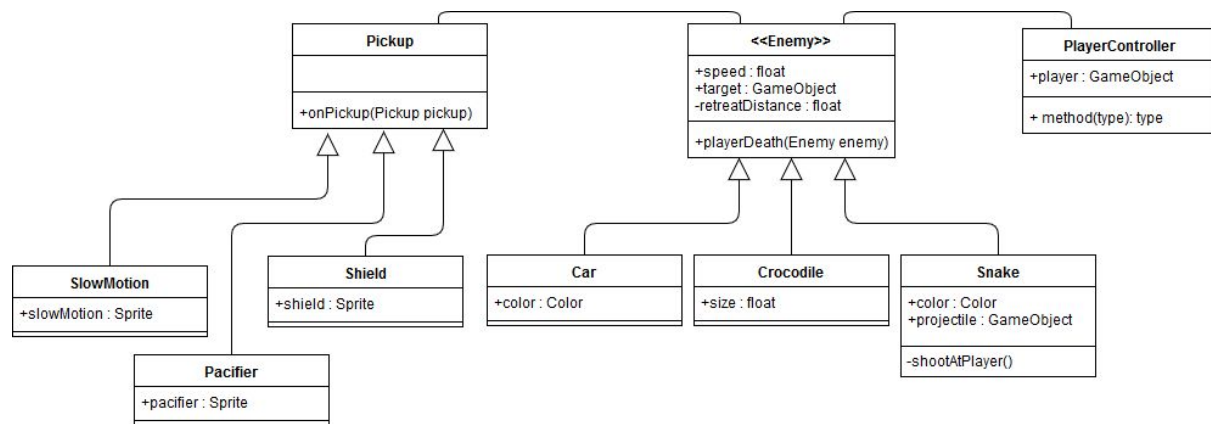 Pickup
+onPickup(Pickup pickup)
<<Enemy>>
+speed : float
+target : GameObject
-retreatDistance : float
+playerDeath(Enemy enemy)
PlayerController
+player : GameObject
+ method(type): type
SlowMotion
+slowMotion : Sprite
Pacifier
+pacifier : Sprite
Shield
+shield : Sprite
Car
+color : Color
Crocodile
+size : float
Snake
+color : Color
+projectile : GameObject
-shootAtPlayer()